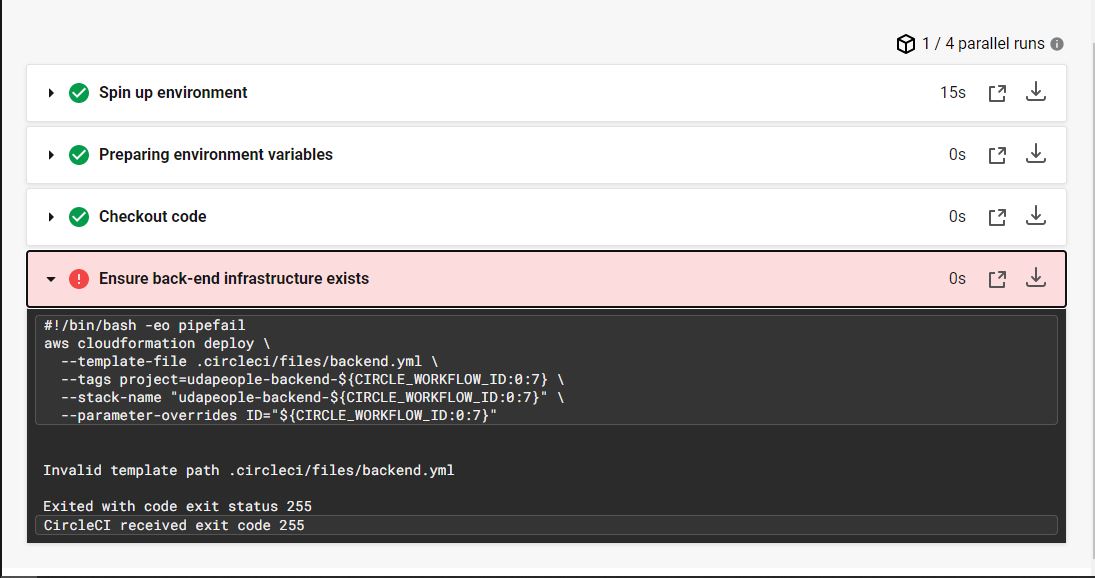 1 / 4 parallel runs
Spin up environment 15s
Preparing environment variables 0s
Checkout code 0s
Ensure back-end infrastructure exists 0s
#!/bin/bash -eo pipefail
aws cloudformation deploy \
  --template-file .circleci/files/backend.yml \
  --tags project=udapeople-backend-${CIRCLE_WORKFLOW_ID:0:7} \
  --stack-name "udapeople-backend-${CIRCLE_WORKFLOW_ID:0:7}" \
  --parameter-overrides ID="${CIRCLE_WORKFLOW_ID:0:7}"
Invalid template path .circleci/files/backend.yml
Exited with code exit status 255
CircleCI received exit code 255